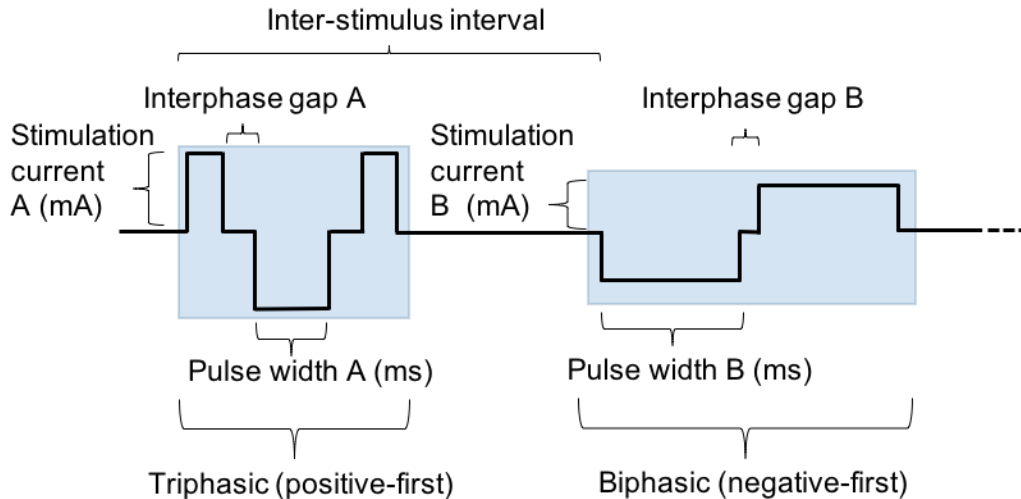 Inter-stimulus interval
Interphase gap A
Interphase gap B
Stimulation
current
A (mA)
Stimulation
current
B (mA)
Pulse width A (ms)
Pulse width B (ms)
Triphasic (positive-first)
Biphasic (negative-first)